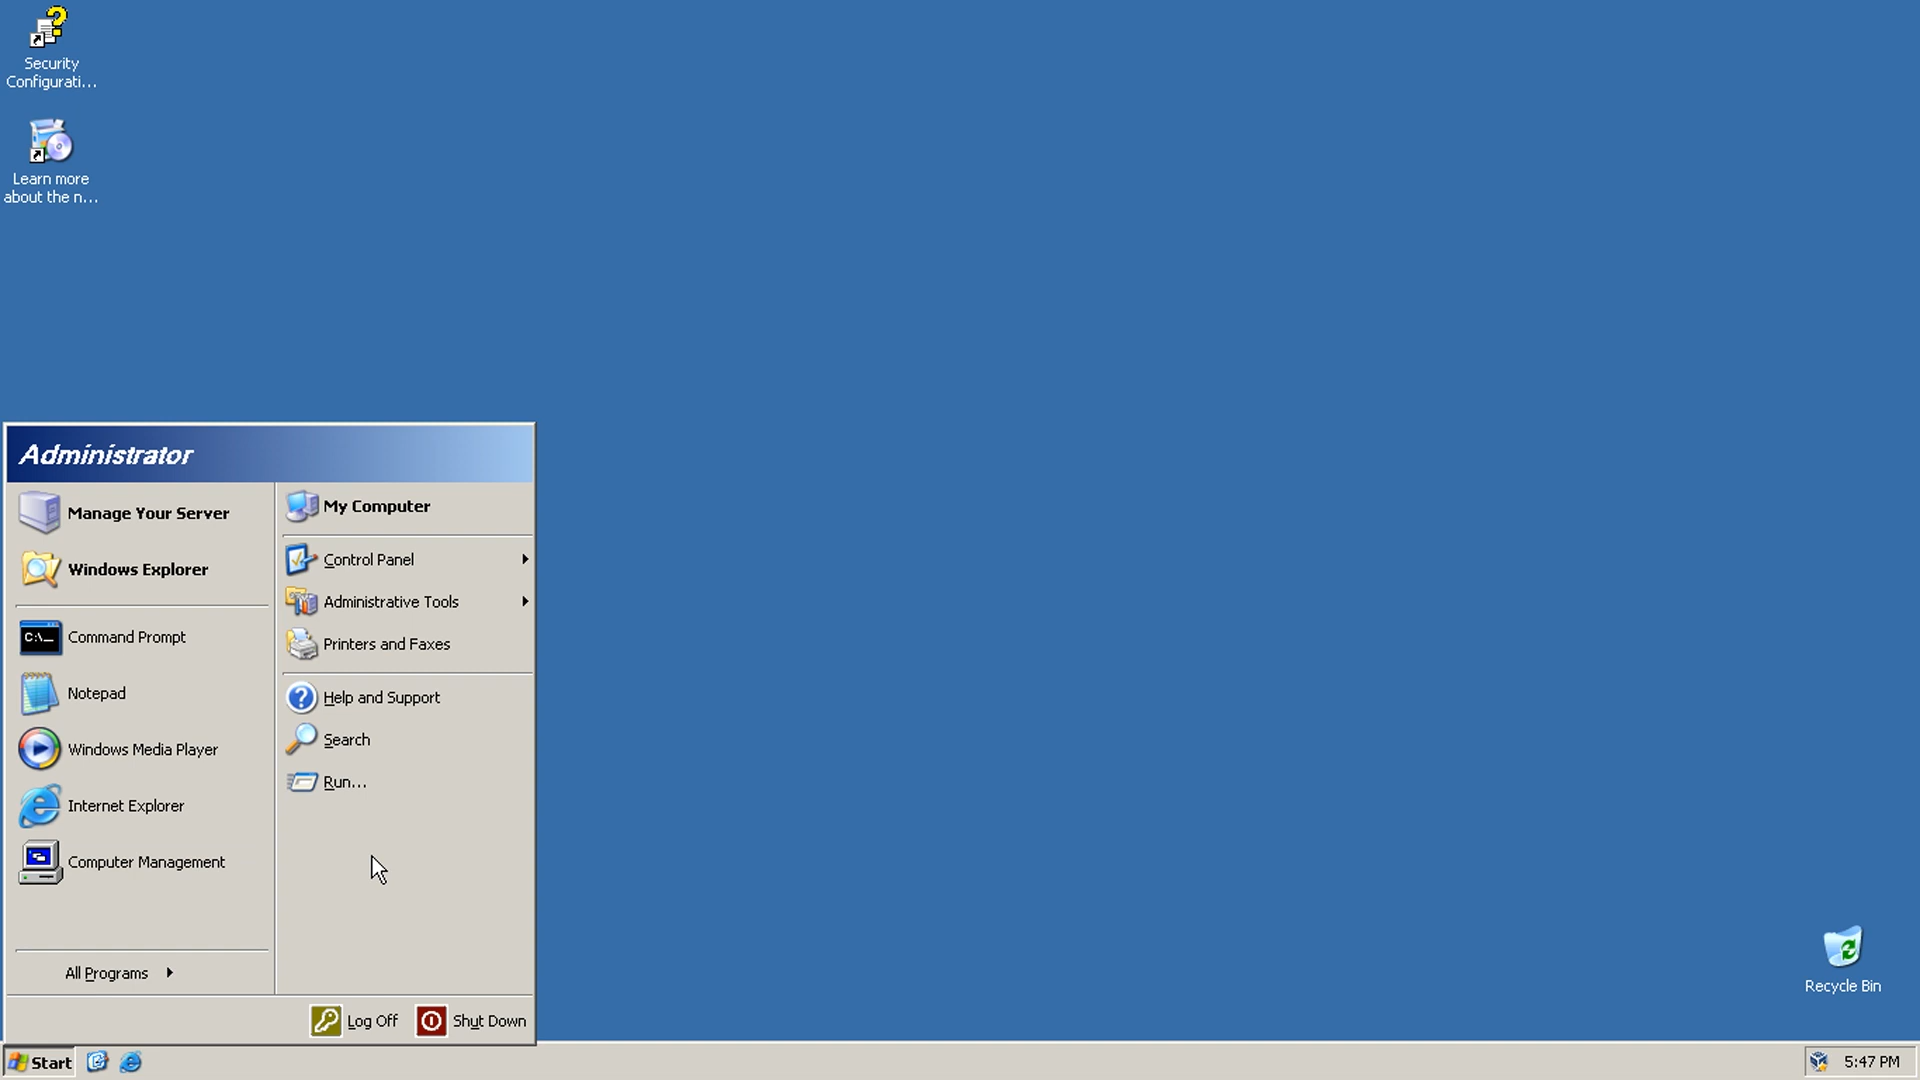 Security
Configurati...
Learn more
about the n...
Administrator
Manage Your Server
Windows Explorer
C:\_
Command Prompt
Notepad
Windows Media Player
Internet Explorer
Computer Management
All Programs
My Computer
Control Panel
Administrative Tools
Printers and Faxes
Help and Support
Search
Run...
Log Off
Shut Down
Recycle Bin
Start
5:47 PM